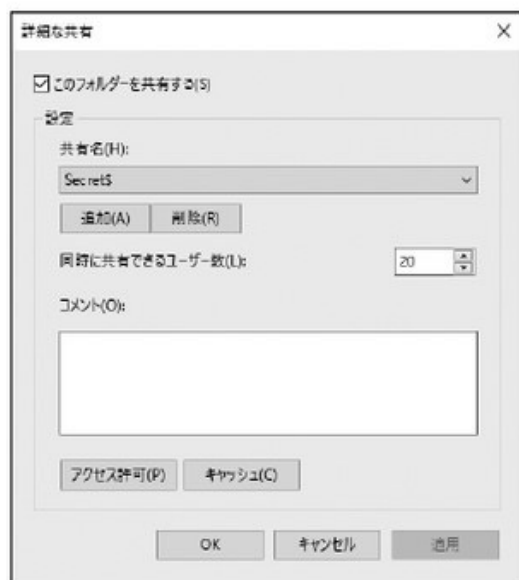 詳細な共有
このフォルダーを共有する(S)
設定
共有名(H):
Secret$
追加(A) 削除(R)
同時に共有できるユーザー数(L): 20
コメント(O):
アクセス許可(P) キャッシュ(C)
OK キャンセル 適用